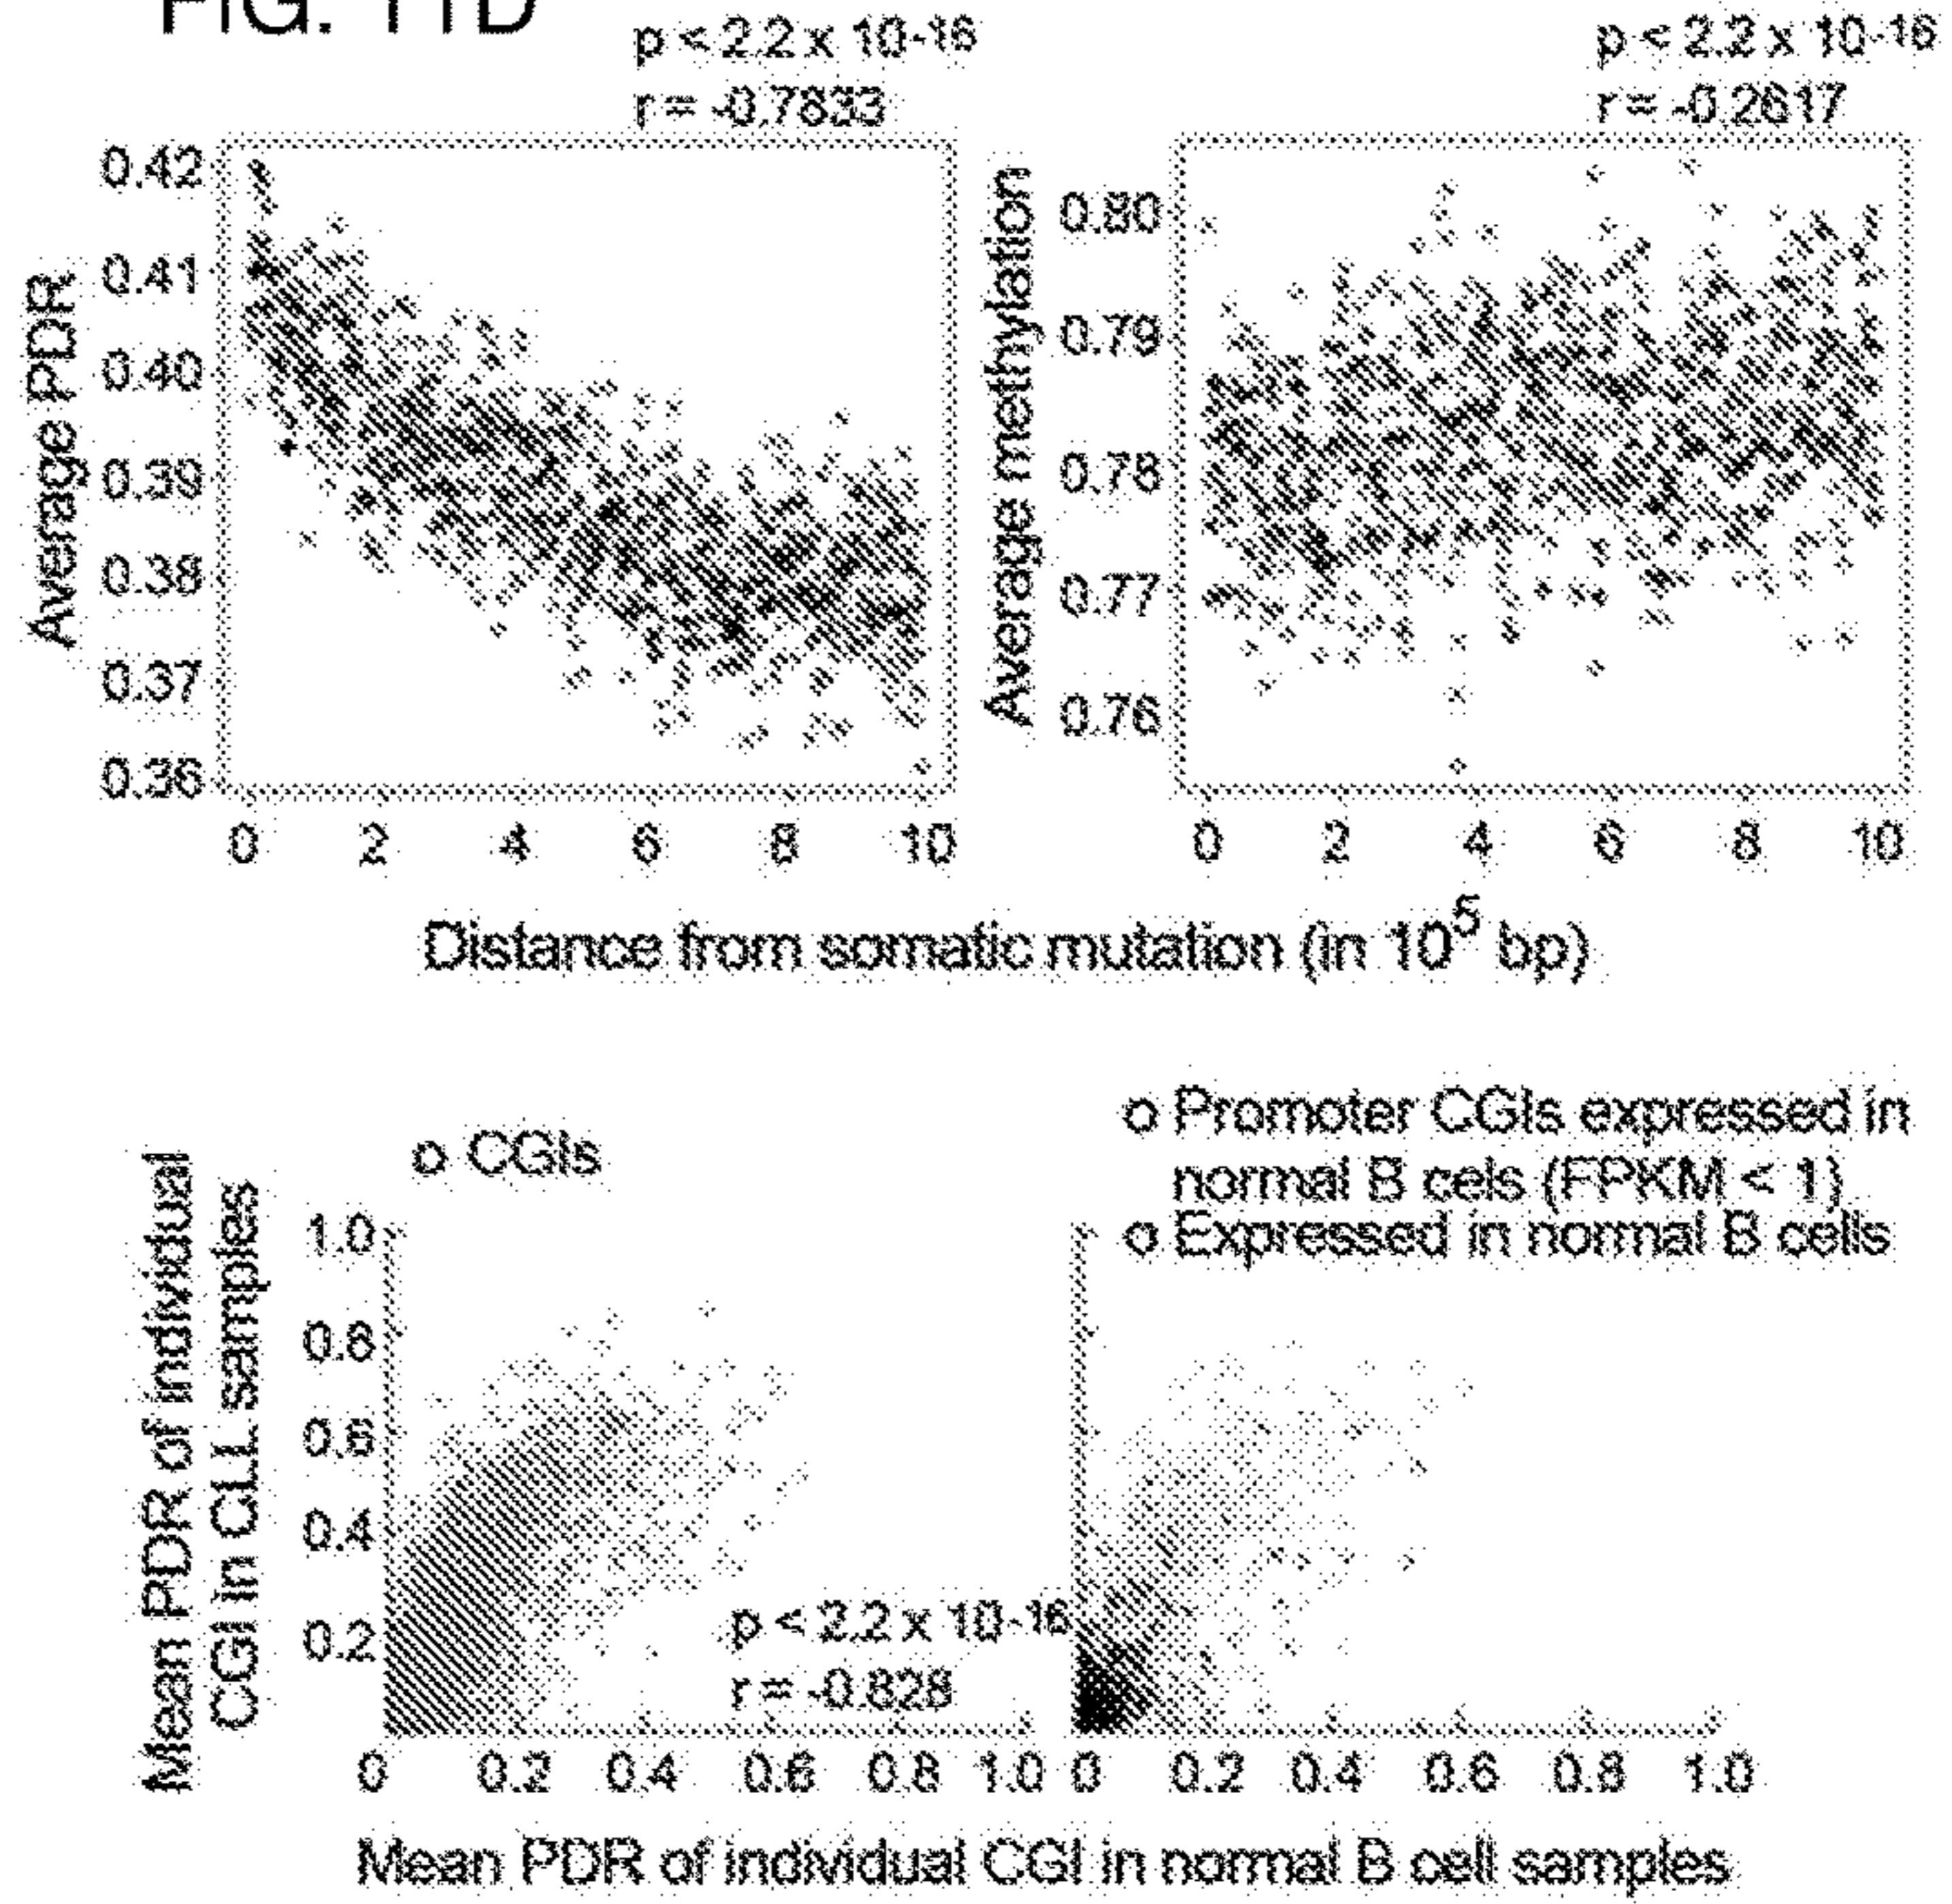 FIG. 11D
p < 2.2 x 10-16
r = -0.7833
p < 2.2 x 10-16
r = -0.2617
Average PDR
0.42
0.41
0.40
0.39
0.38
0.37
0.36
0 2 4 6 8 10
Average methylation
0.80
0.79
0.78
0.77
0.76
0 2 4 6 8 10
Distance from somatic mutation (in 10^5 bp)
Mean PDR of individual
CGI in CLL samples
o CGIs
1.0
0.8
0.6
0.4
0.2
p < 2.2 x 10-16
r = -0.828
0 0.2 0.4 0.6 0.8 1.0
o Promoter CGIs expressed in
normal B cels (FPKM < 1)
o Expressed in normal B cells
0 0.2 0.4 0.6 0.8 1.0
Mean PDR of individual CGI in normal B cell samples